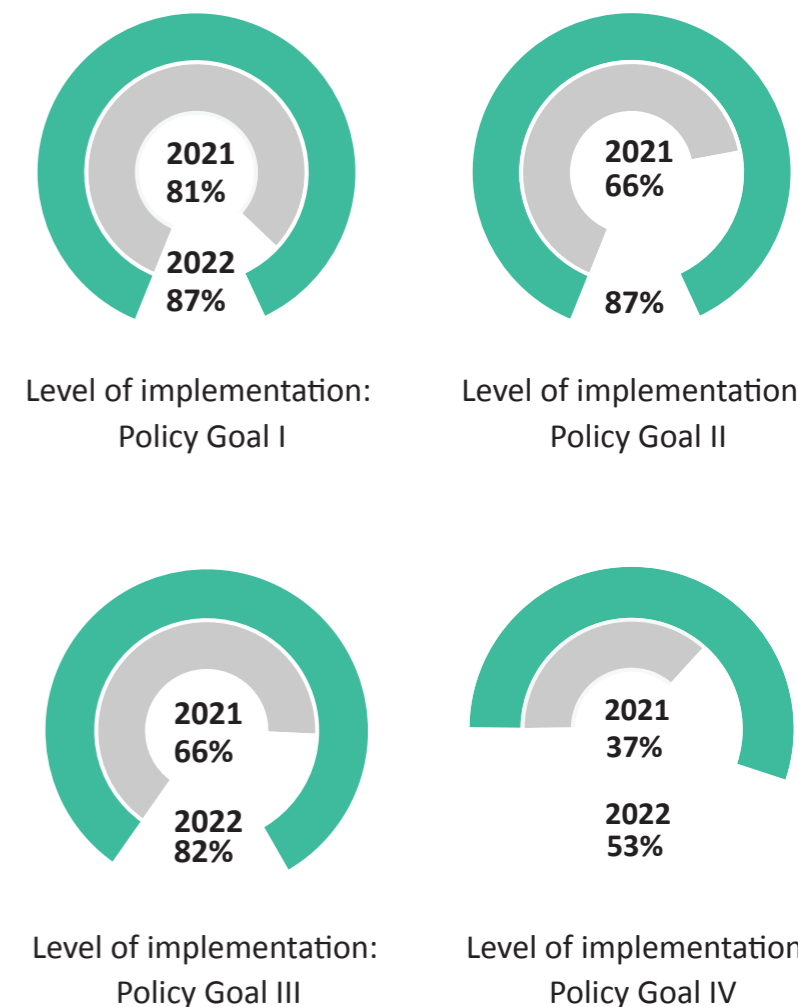 2021
81%
2022
87%
Level of implementation:
Policy Goal I
2021
66%
87%
Level of implementation
Policy Goal II
2021
66%
2022
82%
Level of implementation:
Policy Goal III
2021
37%
2022
53%
Level of implementation
Policy Goal IV